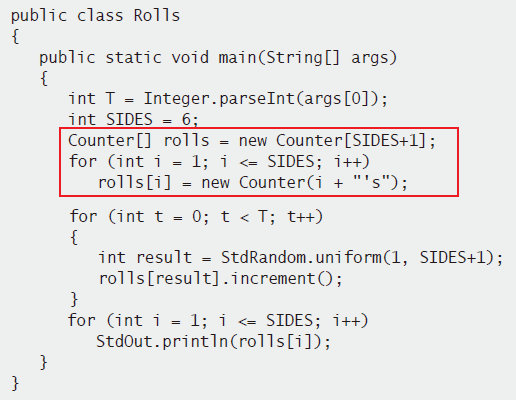 public class Rolls
{
public static void main(String[] args)
{
int T = Integer.parseInt(args[0]);
int SIDES = 6;
Counter[] rolls = new Counter[SIDES+1];
for (int i = 1; i <= SIDES; i++)
rolls[i] = new Counter(i + "'s");
for (int t = 0; t < T; t++)
{
int result = StdRandom.uniform(1, SIDES+1);
rolls[result].increment();
}
for (int i = 1; i <= SIDES; i++)
StdOut.println(rolls[i]);
}
}